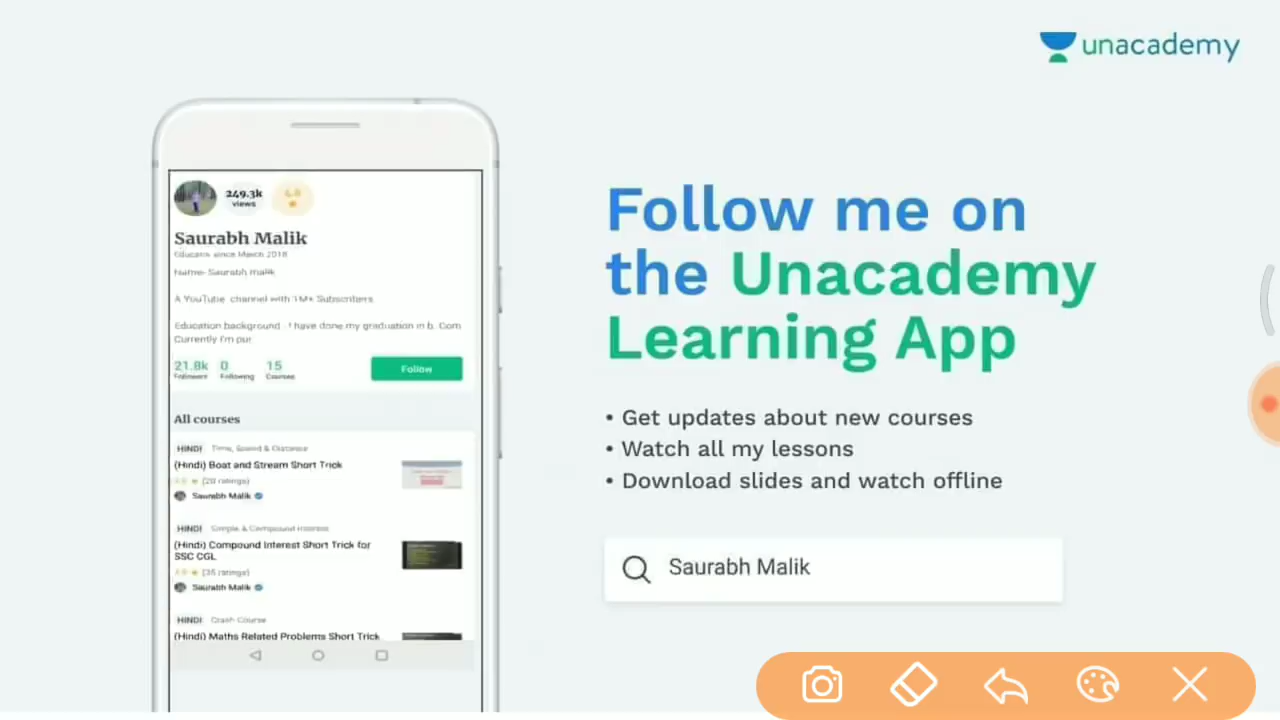 unacademy
249.3k
views
Saurabh Malik
Educator since March 2018
Name- Saurabh malik
A YouTube channel with 1M+ Subscribers
Education background - I have done my graduation in b. Com
Currently I'm pur
21.8k 0 15
Followers Following Courses
Follow
All courses
HINDI Time, Speed & Distance
(Hindi) Boat and Stream Short Trick
(20 ratings)
Saurabh Malik
HINDI Simple & Compound Interest
(Hindi) Compound Interest Short Trick for
SSC CGL
(35 ratings)
Saurabh Malik
HINDI Crash Course
(Hindi) Maths Related Problems Short Trick
Follow me on
the Unacademy
Learning App
• Get updates about new courses
• Watch all my lessons
• Download slides and watch offline
Saurabh Malik